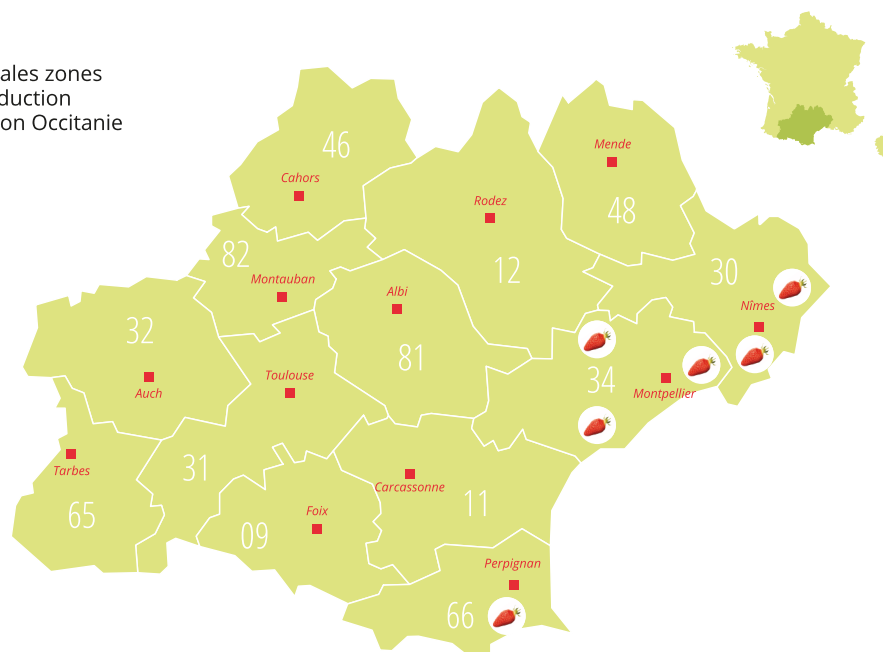 ales zones
duction
on Occitanie
46
Cahors
Mende
48
Rodez
12
82
Montauban
30
Nîmes
Albi
81
32
Auch
Toulouse
34
Montpellier
Tarbes
65
31
Carcassonne
11
Foix
09
Perpignan
66